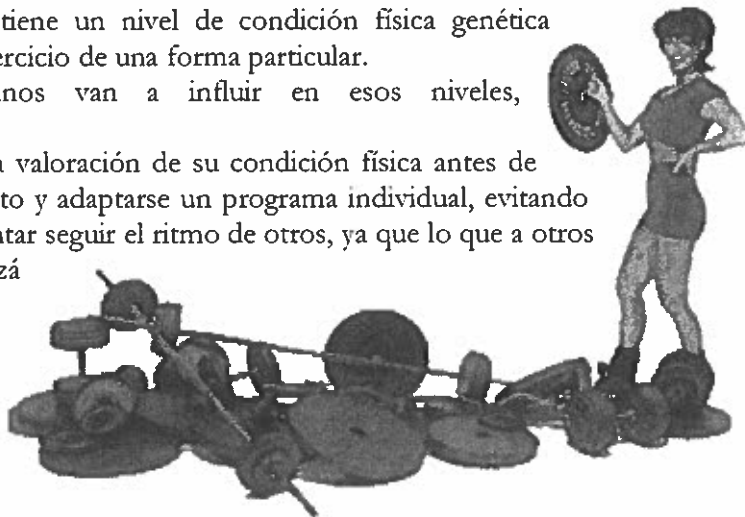 tiene un nivel de condición física genética
ercicio de una forma particular.
nos van a influir en esos niveles,
valoración de su condición física antes de
to y adaptarse un programa individual, evitando
ntar seguir el ritmo de otros, ya que lo que a otros
zá